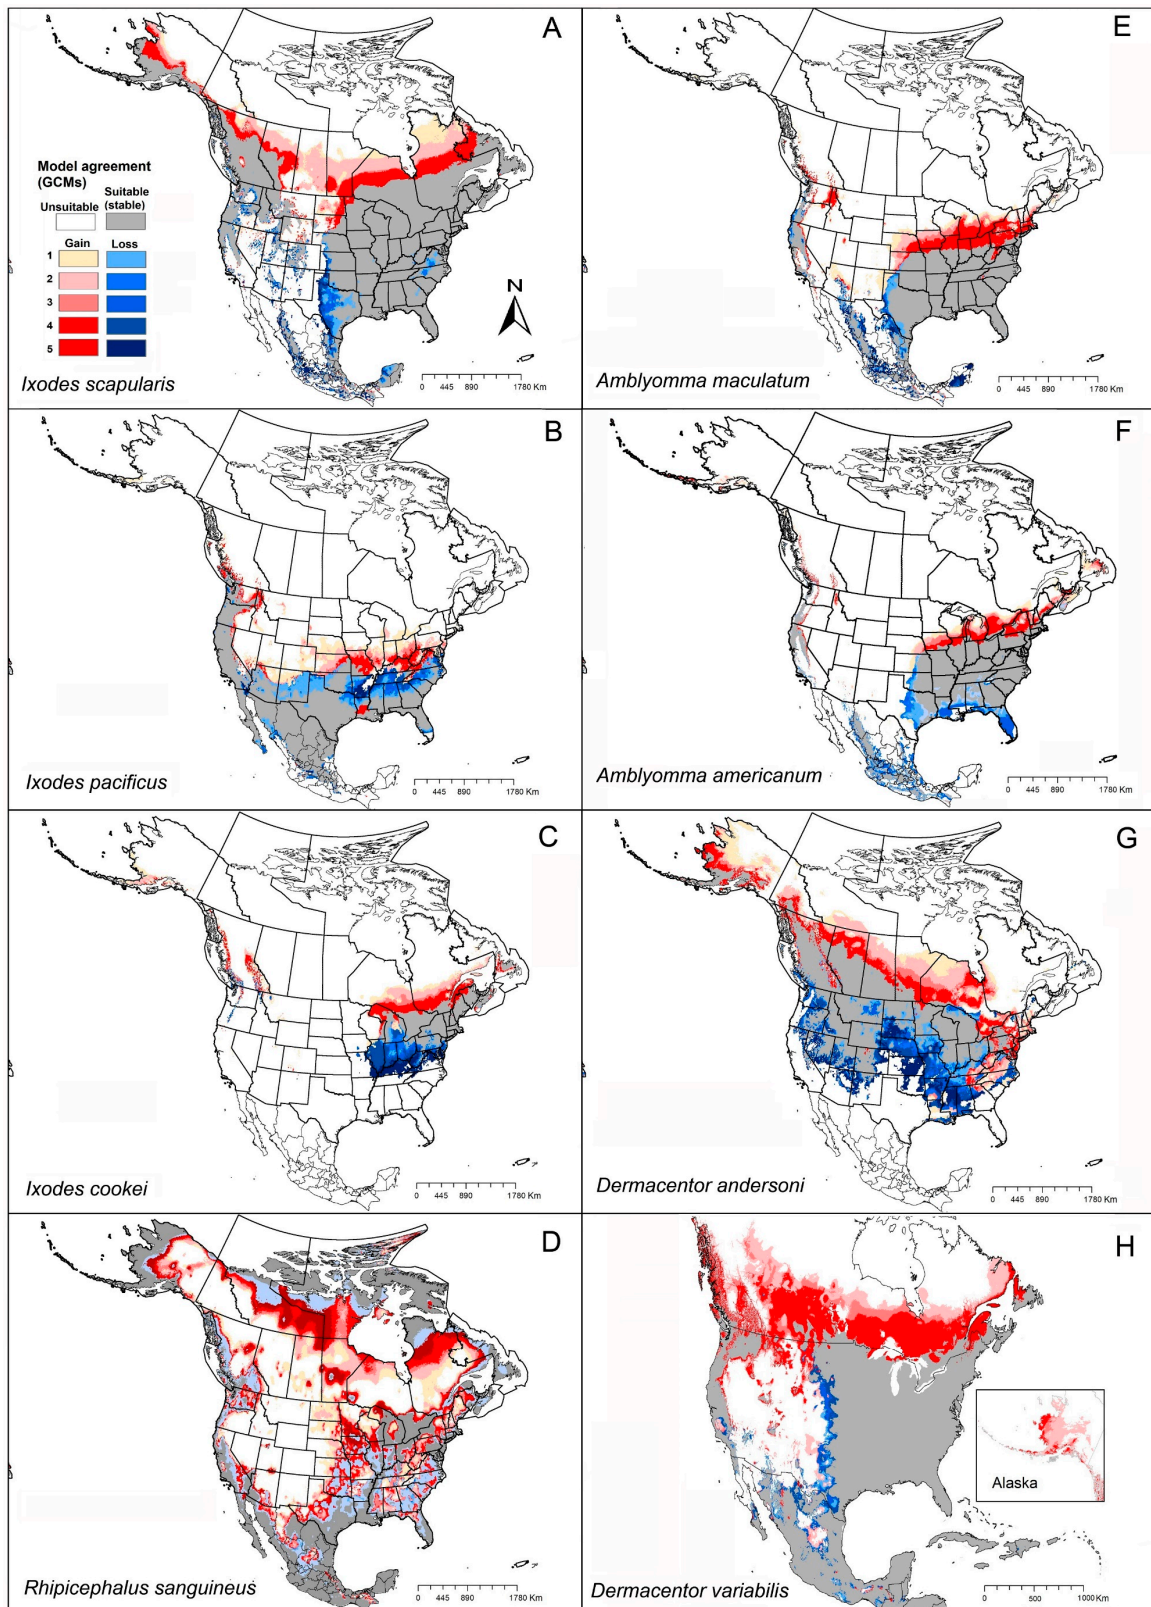 A
Model agreement
(GCMs)
Unsuitable
Suitable
(stable)
Gain
Loss
1
2
3
4
5
N
Ixodes scapularis
0 445 890 1780 Km
E
Amblyomma maculatum
0 445 890 1780 Km
B
Ixodes pacificus
0 445 890 1780 Km
F
Amblyomma americanum
0 445 890 1780 Km
C
Ixodes cookei
0 445 890 1780 Km
G
Dermacentor andersoni
0 445 890 1780 Km
D
Rhipicephalus sanguineus
0 445 890 1780 Km
H
Alaska
Dermacentor variabilis
0 500 1000 Km